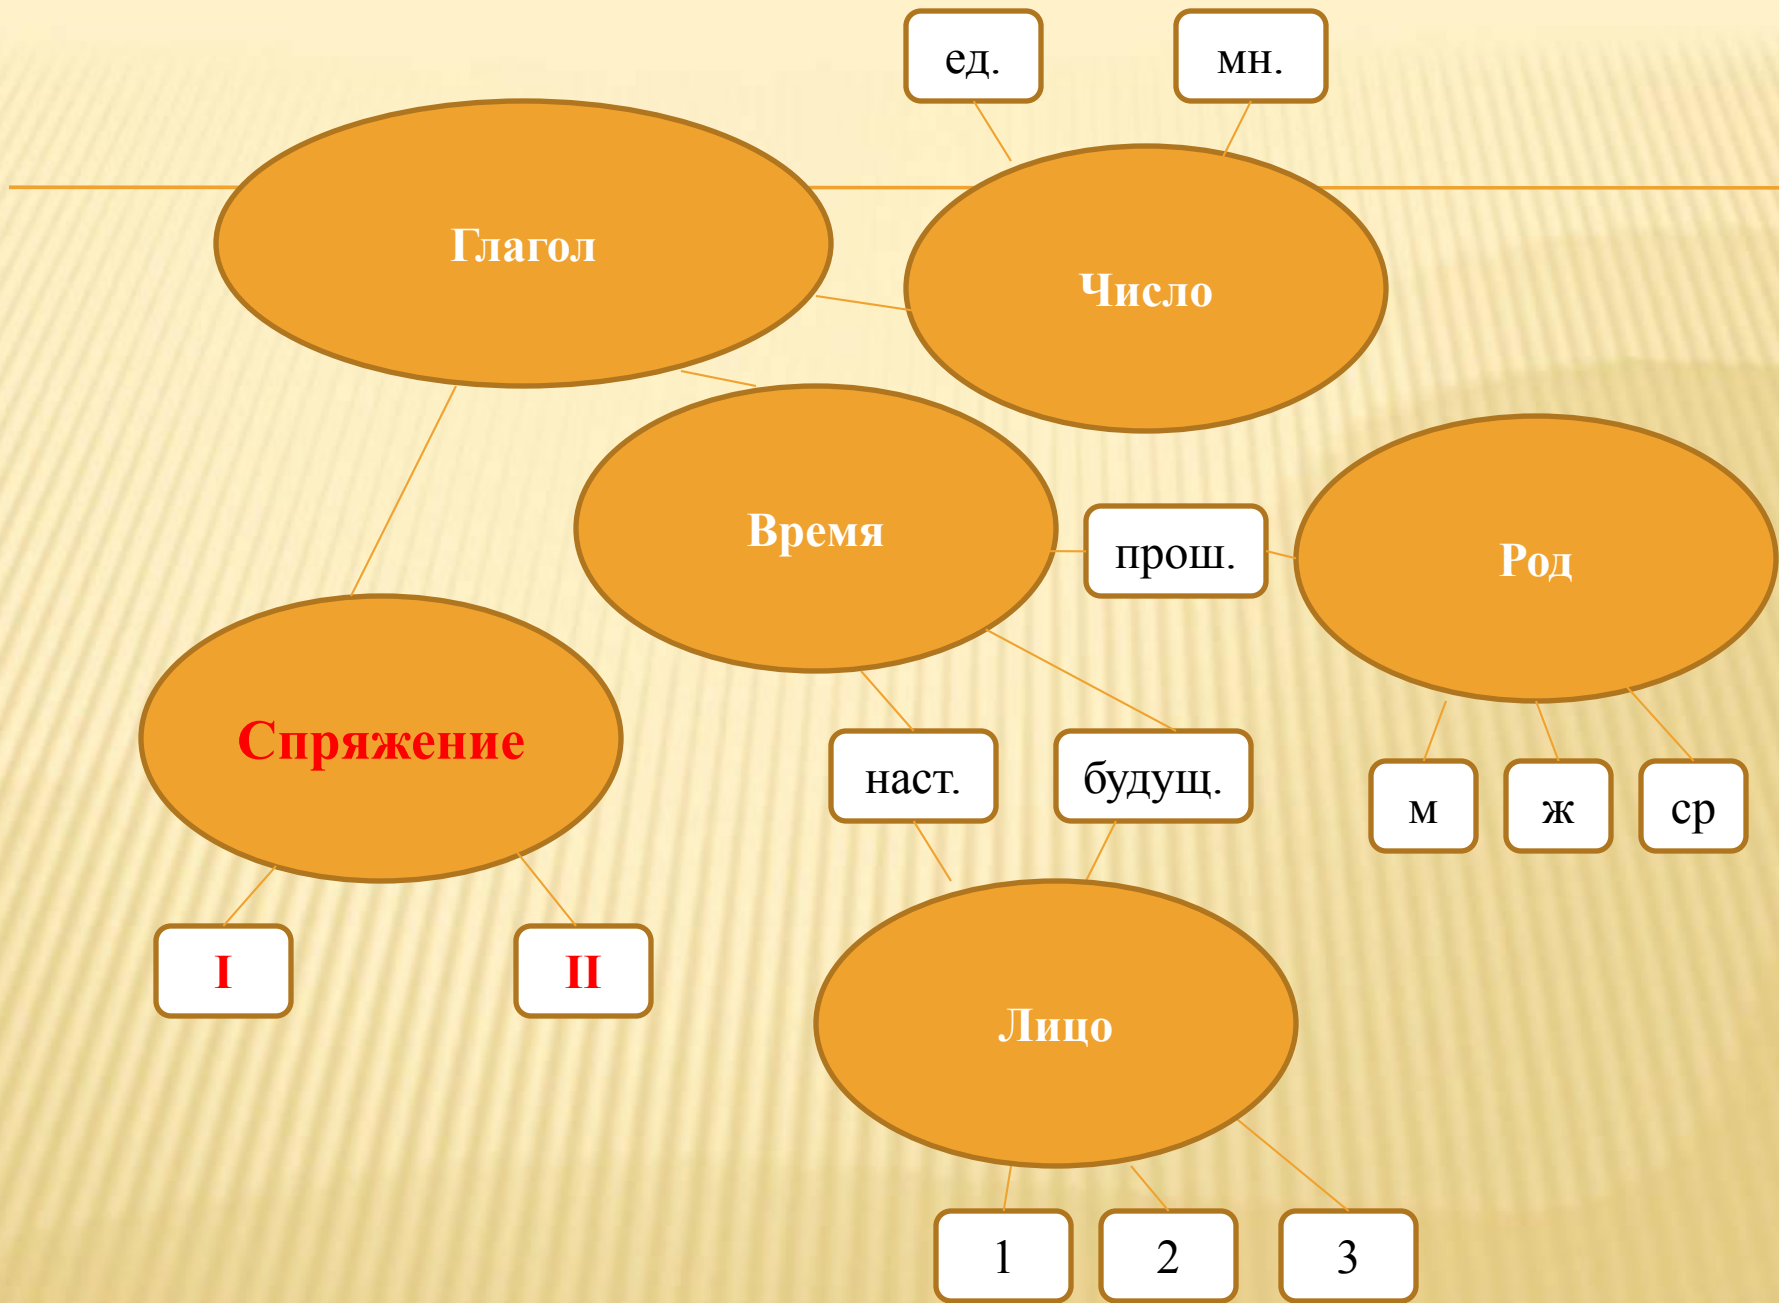 ед.
мн.
Глагол
Число
Время
прош.
Род
Спряжение
наст.
будущ.
м
ж
ср
I
II
Лицо
1
2
3